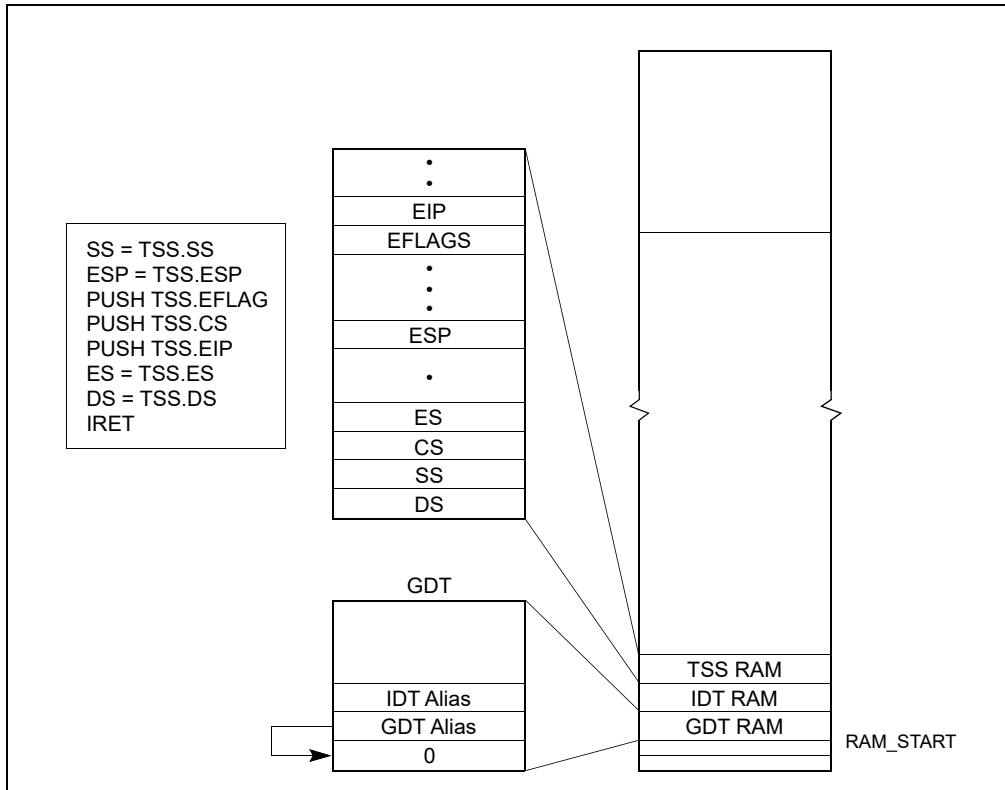 SS = TSS.SS
ESP = TSS.ESP
PUSH TSS.EFLAG
PUSH TSS.CS
PUSH TSS.EIP
ES = TSS.ES
DS = TSS.DS
IRET
EIP
EFLAGS
ESP
ES
CS
SS
DS
GDT
IDT Alias
GDT Alias
0
TSS RAM
IDT RAM
GDT RAM
RAM_START